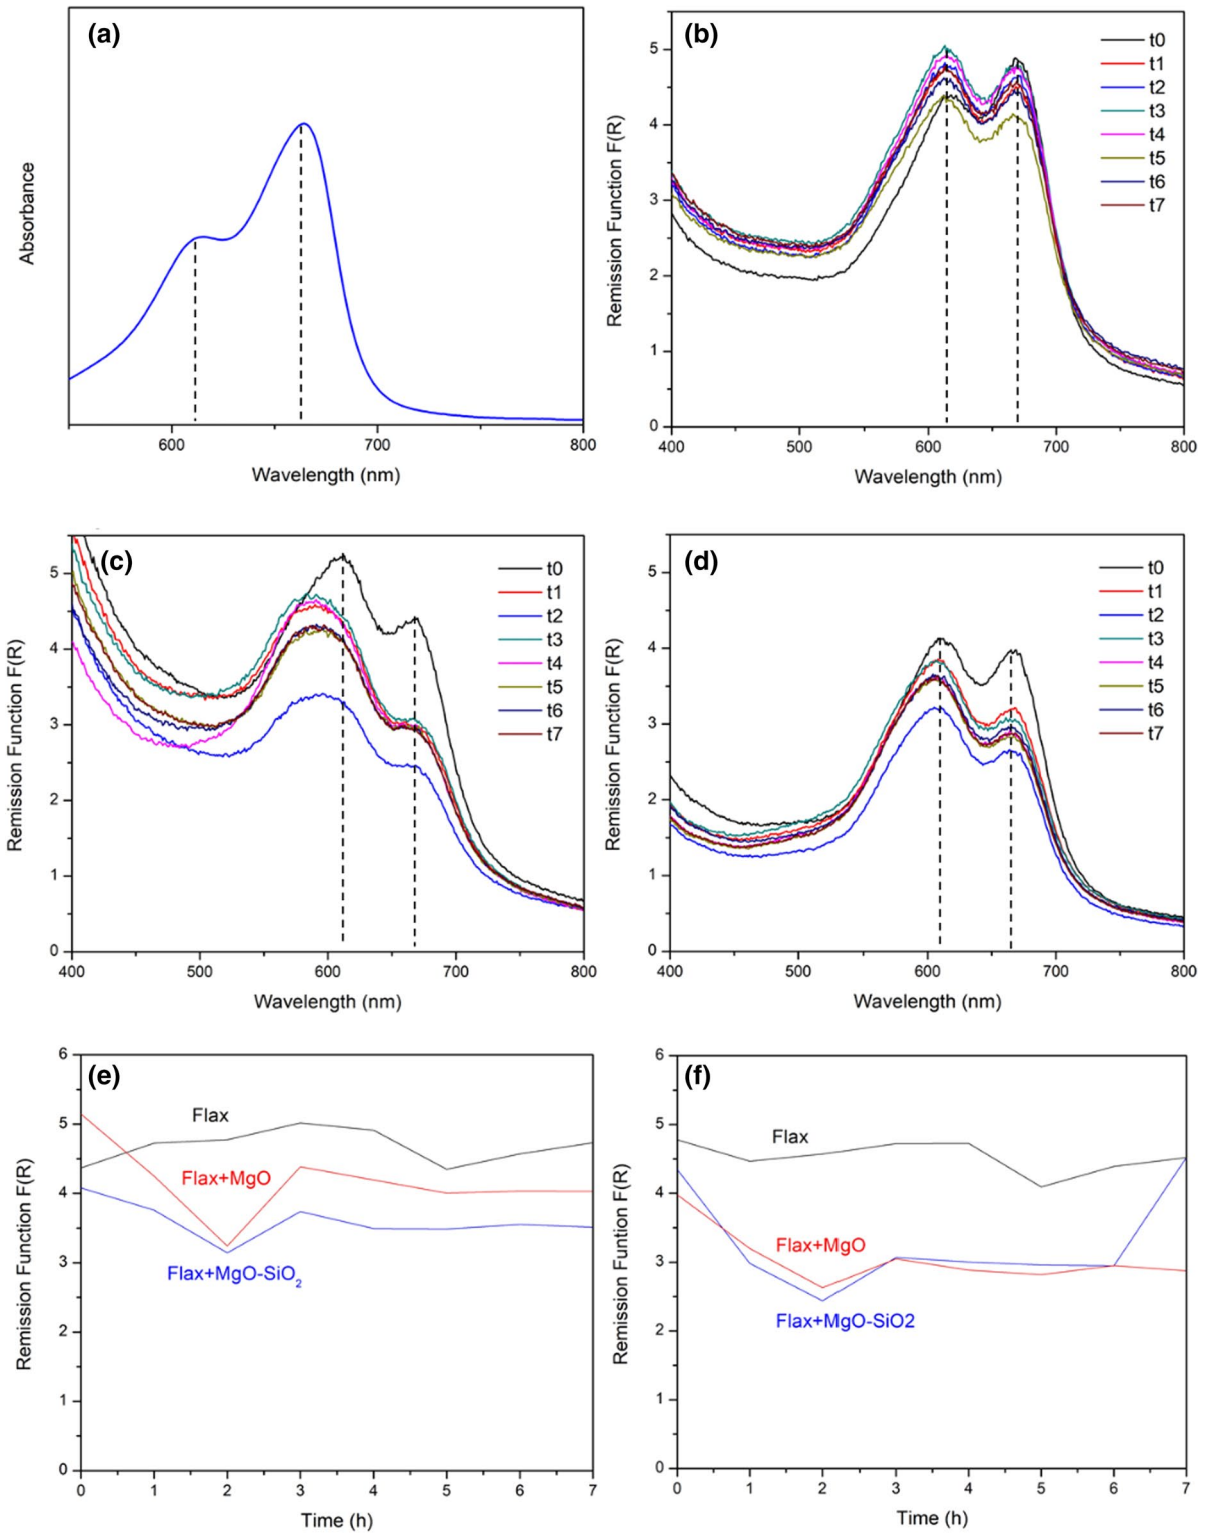 (a)
Absorbance
600
700
800
Wavelength (nm)
(b)
t0
t1
t2
t3
t4
t5
t6
t7
Remission Function F(R)
5
4
3
2
1
0
400
500
600
700
800
Wavelength (nm)
(c)
t0
t1
t2
t3
t4
t5
t6
t7
Remission Function F(R)
5
4
3
2
1
0
400
500
600
700
800
Wavelength (nm)
(d)
t0
t1
t2
t3
t4
t5
t6
t7
Remission Function F(R)
5
4
3
2
1
0
400
500
600
700
800
Wavelength (nm)
(e)
Flax
Flax+MgO
Flax+MgO-SiO₂
Remission Function F(R)
6
5
4
3
2
1
0
0
1
2
3
4
5
6
7
Time (h)
(f)
Flax
Flax+MgO
Flax+MgO-SiO2
Remission Funtion F(R)
6
5
4
3
2
1
0
0
1
2
3
4
5
6
7
Time (h)